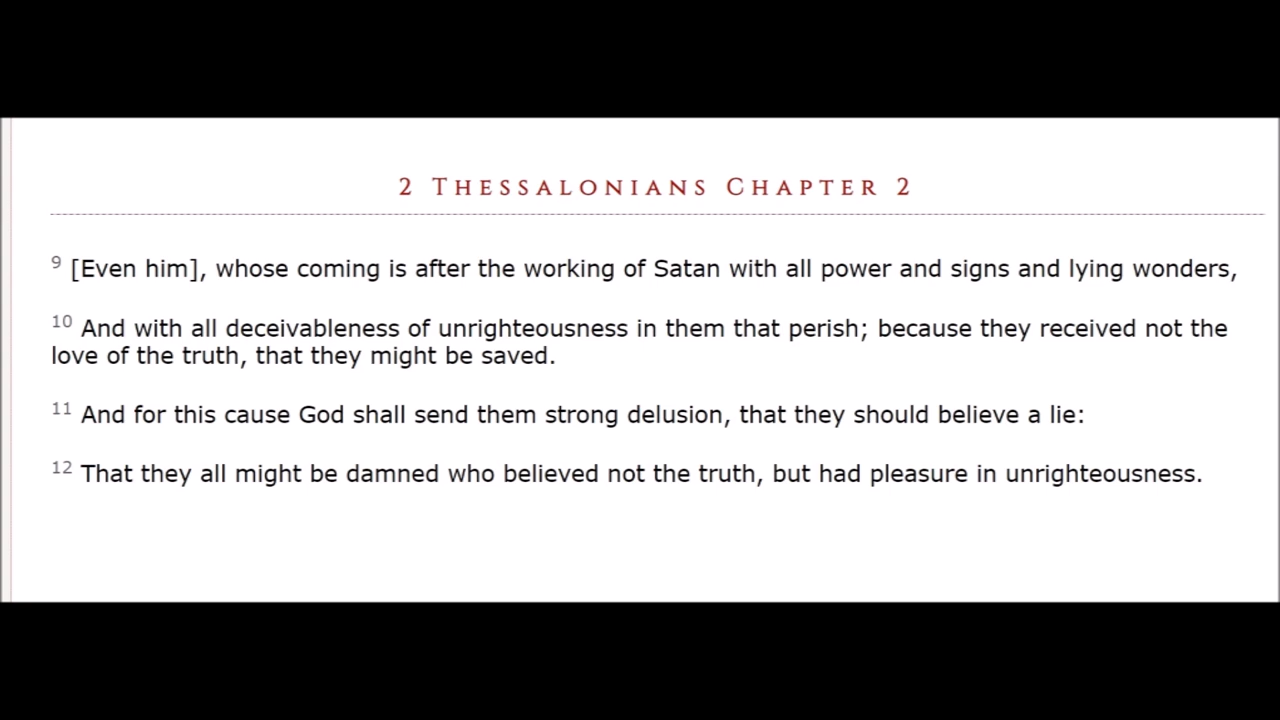 2 Thessalonians Chapter 2
9 [Even him], whose coming is after the working of Satan with all power and signs and lying wonders,
10 And with all deceivableness of unrighteousness in them that perish; because they received not the
love of the truth, that they might be saved.
11 And for this cause God shall send them strong delusion, that they should believe a lie:
12 That they all might be damned who believed not the truth, but had pleasure in unrighteousness.